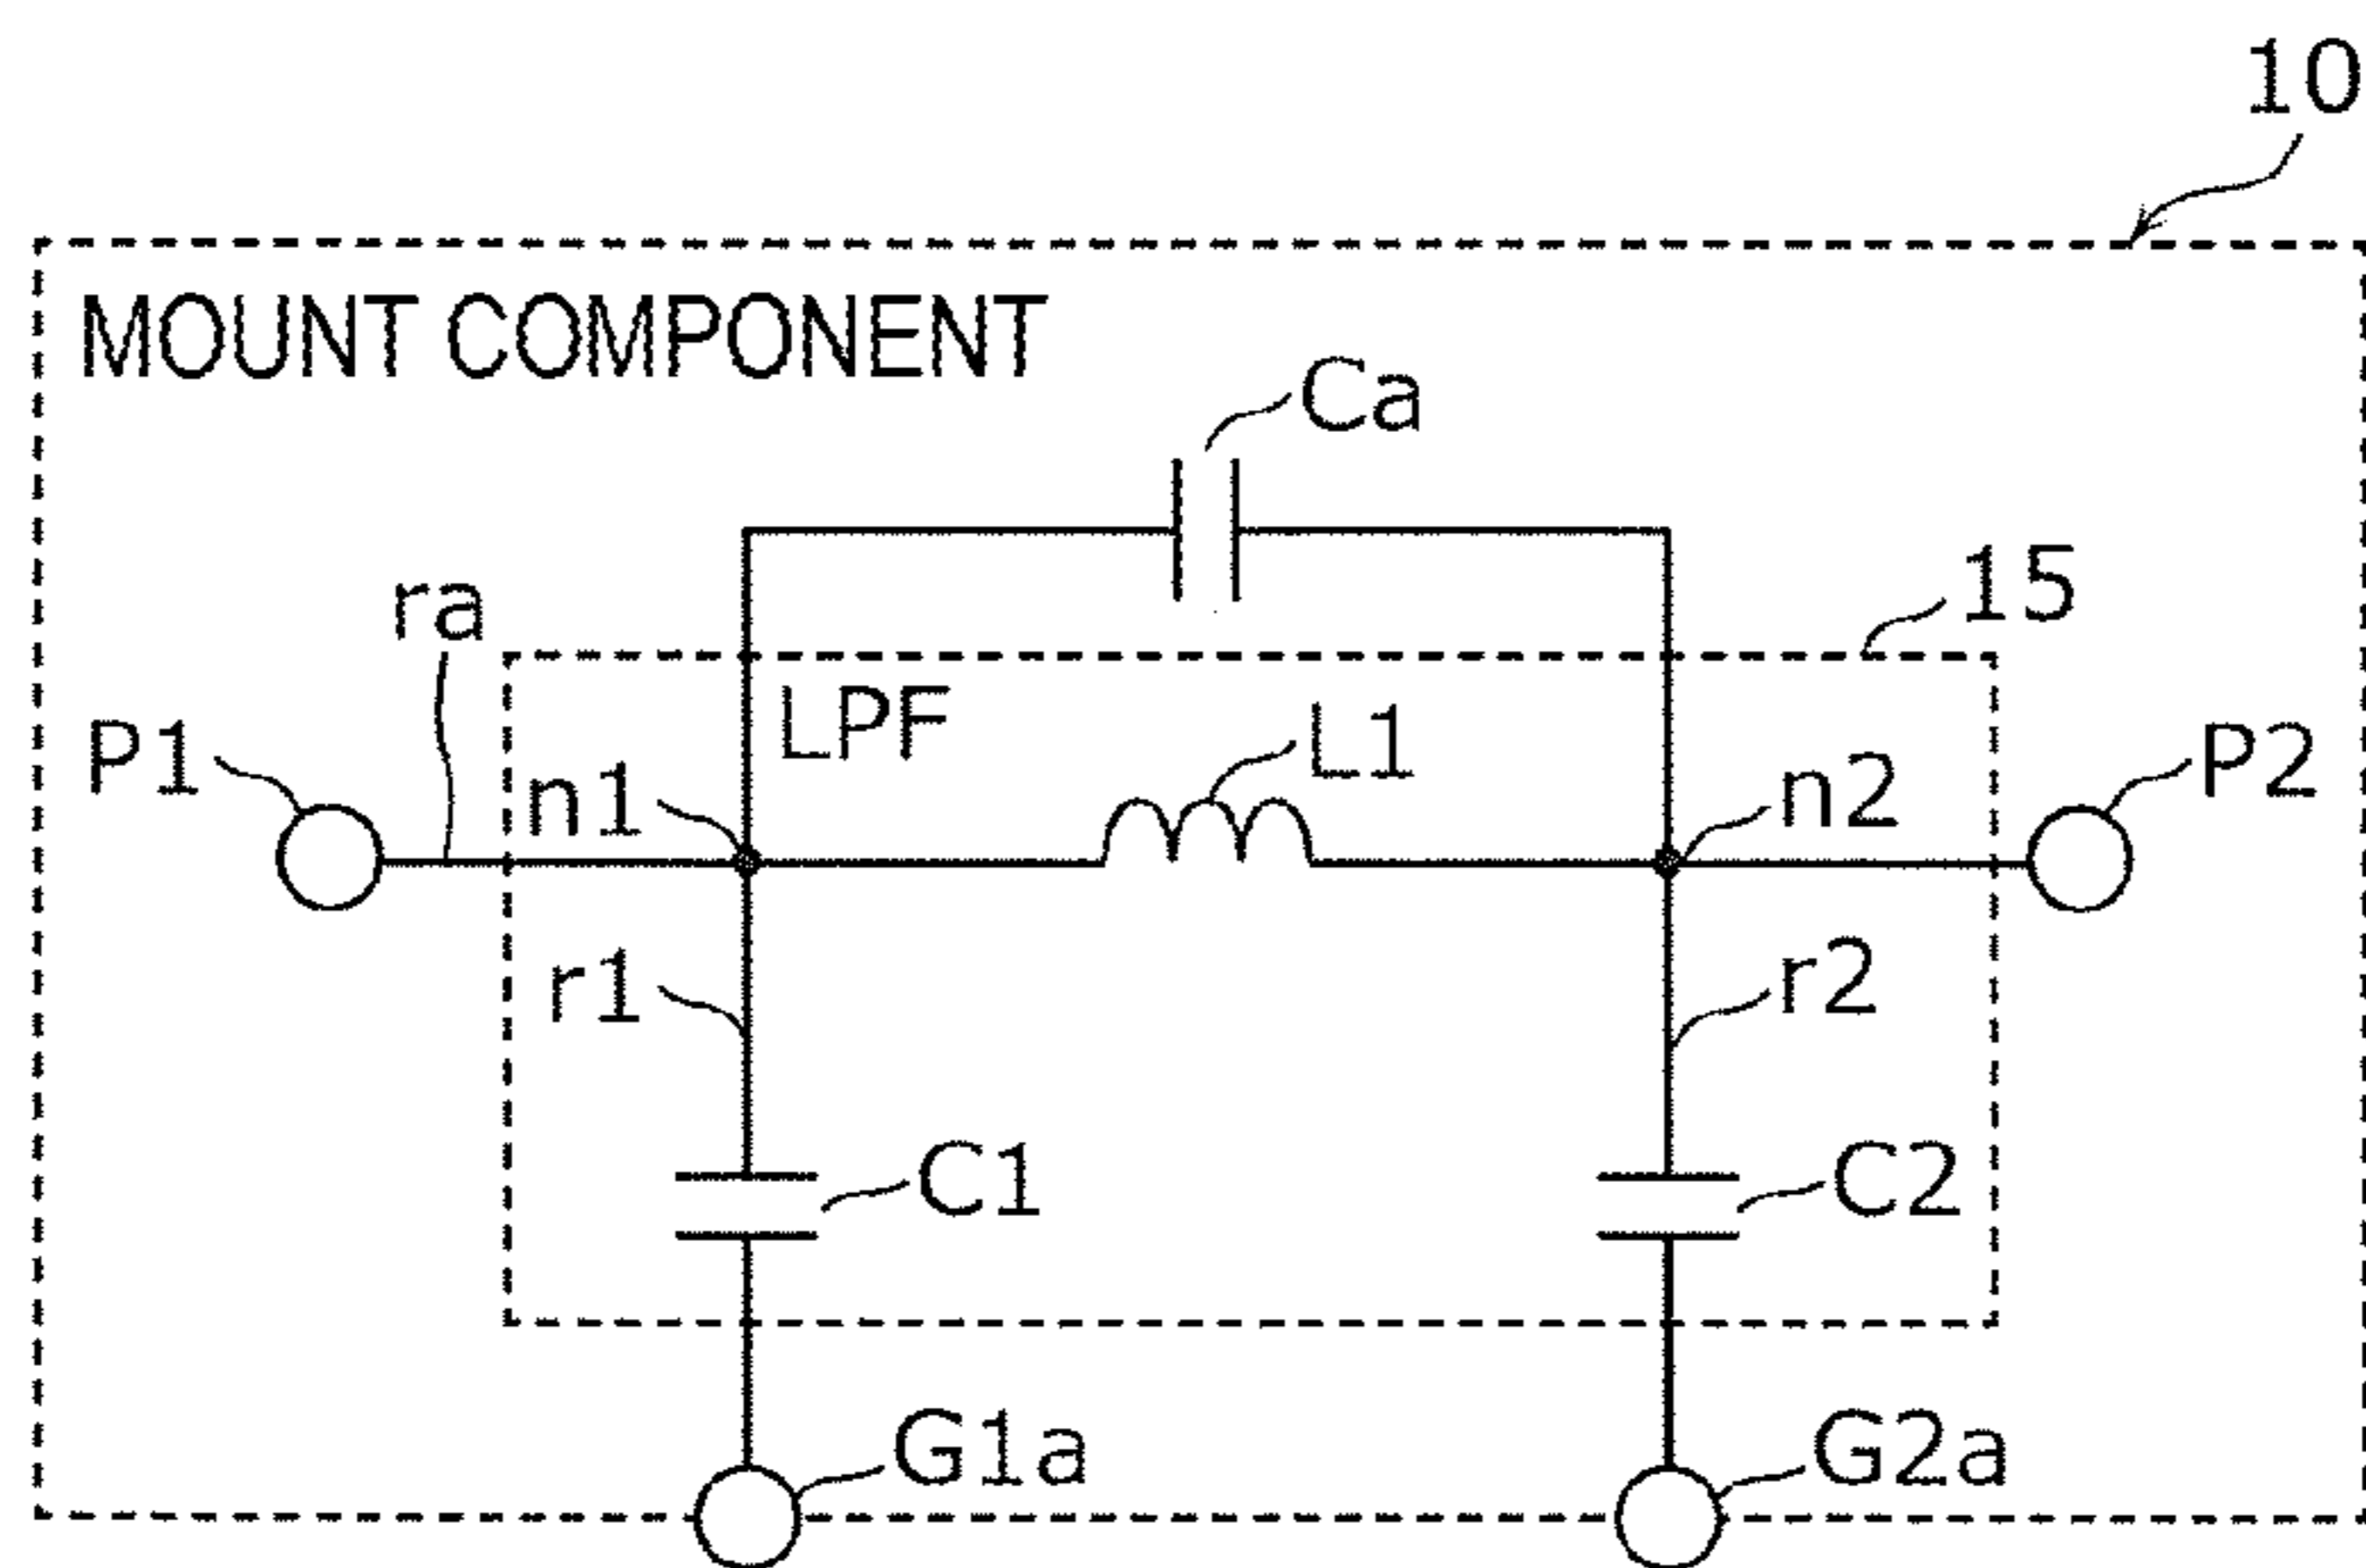 10
MOUNT COMPONENT
Ca
15
ra
LPF
L1
P1
n1
n2
P2
r1
r2
C1
C2
G1a
G2a